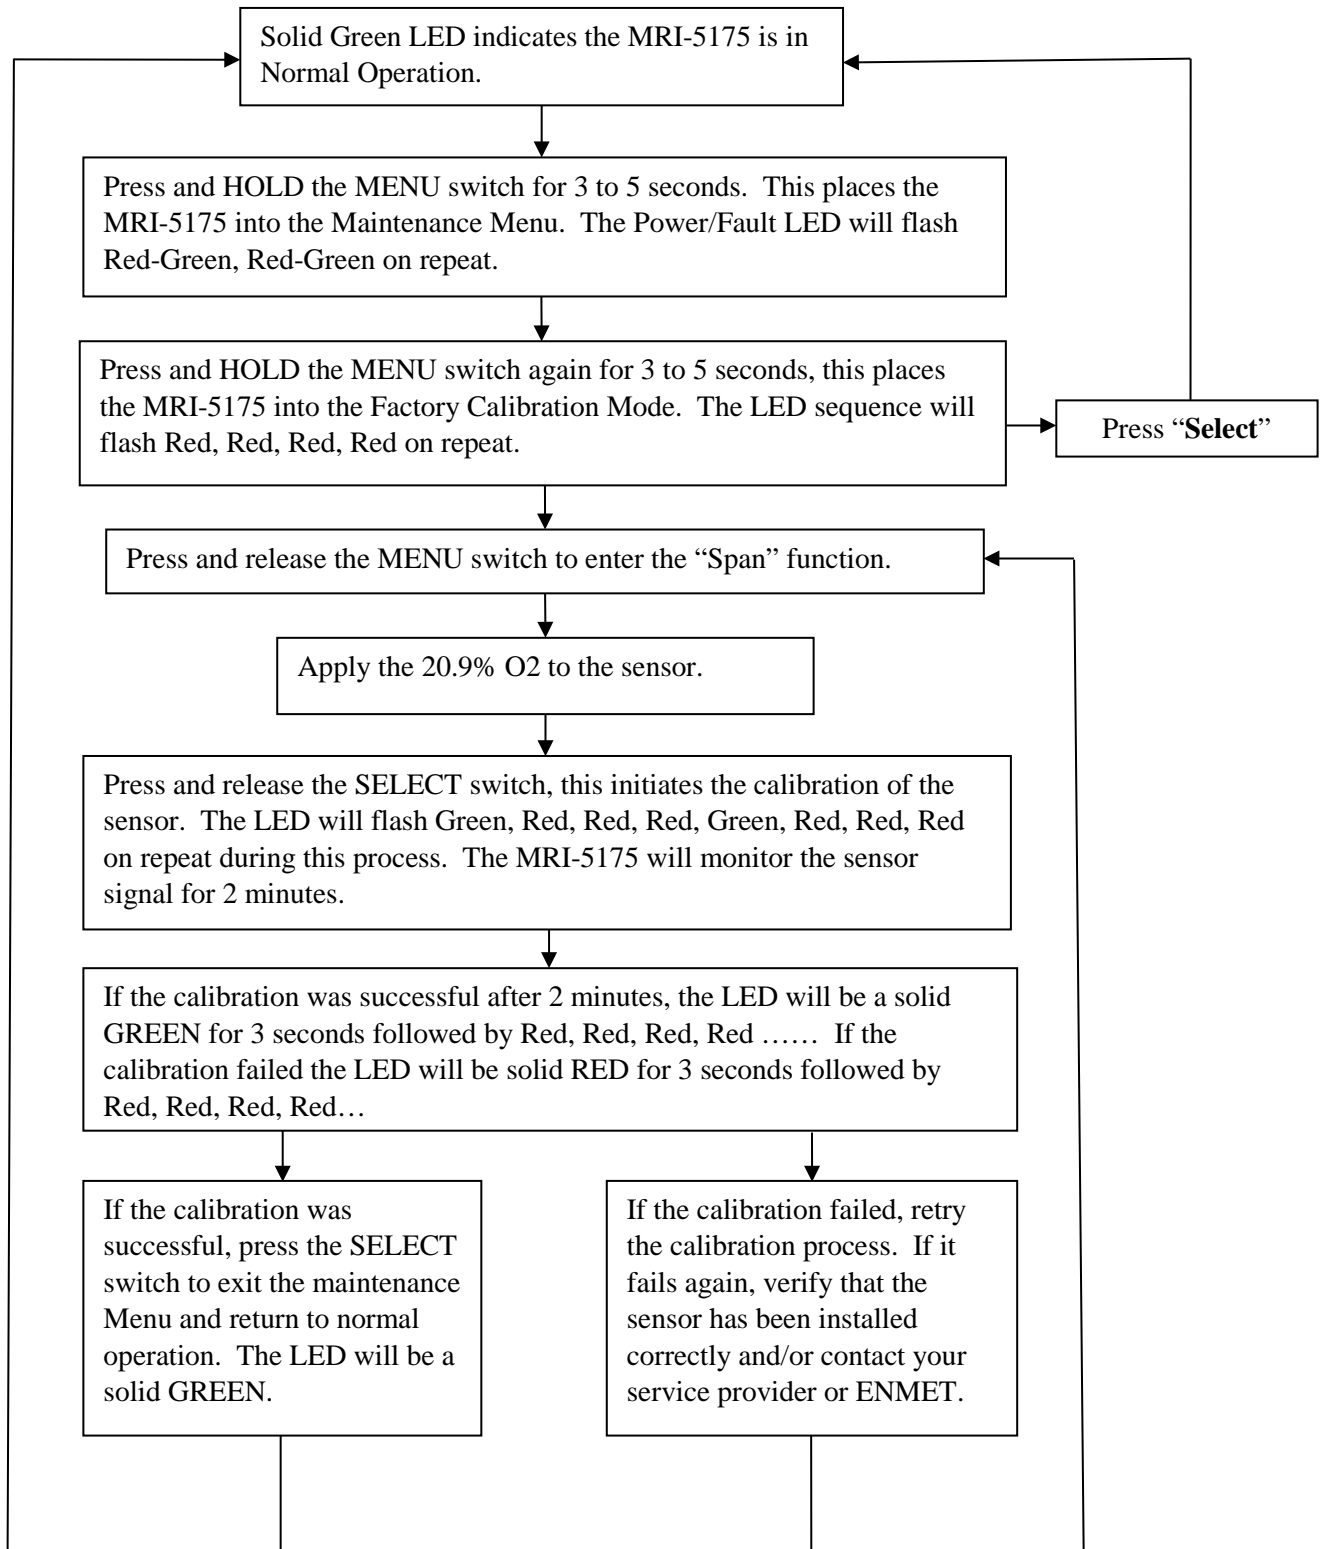 Solid Green LED indicates the MRI-5175 is in
Normal Operation.
Press and HOLD the MENU switch for 3 to 5 seconds.  This places the
MRI-5175 into the Maintenance Menu.  The Power/Fault LED will flash
Red-Green, Red-Green on repeat.
Press and HOLD the MENU switch again for 3 to 5 seconds, this places
the MRI-5175 into the Factory Calibration Mode.  The LED sequence will
flash Red, Red, Red, Red on repeat.
Press “Select”
Press and release the MENU switch to enter the “Span” function.
Apply the 20.9% O2 to the sensor.
Press and release the SELECT switch, this initiates the calibration of the
sensor.  The LED will flash Green, Red, Red, Red, Green, Red, Red, Red
on repeat during this process.  The MRI-5175 will monitor the sensor
signal for 2 minutes.
If the calibration was successful after 2 minutes, the LED will be a solid
GREEN for 3 seconds followed by Red, Red, Red, Red ……  If the
calibration failed the LED will be solid RED for 3 seconds followed by
Red, Red, Red, Red…
If the calibration was
successful, press the SELECT
switch to exit the maintenance
Menu and return to normal
operation.  The LED will be a
solid GREEN.
If the calibration failed, retry
the calibration process.  If it
fails again, verify that the
sensor has been installed
correctly and/or contact your
service provider or ENMET.